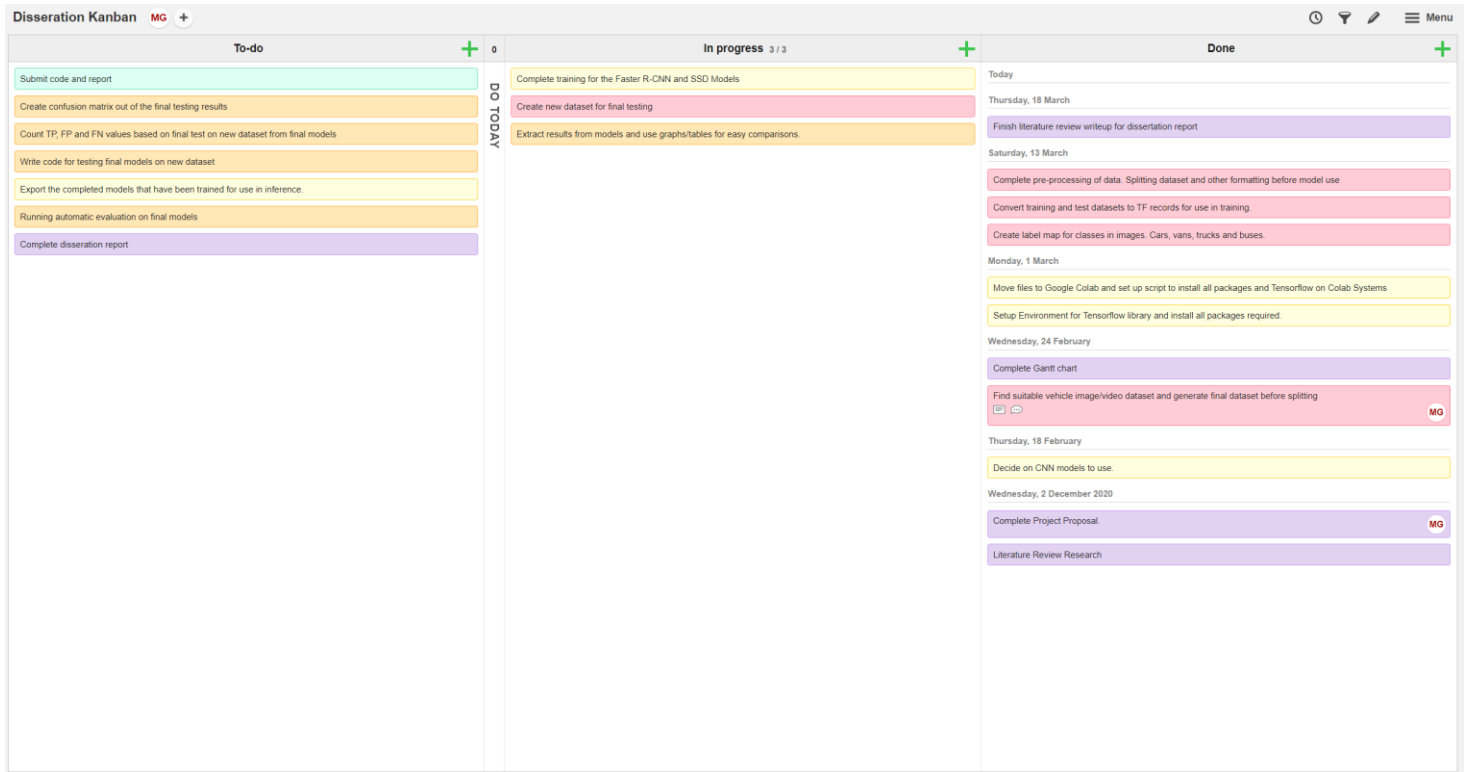 Disseration Kanban MG +
Menu
To-do
0
In progress 3 / 3
Done
Submit code and report
Create confusion matrix out of the final testing results
Count TP, FP and FN values based on final test on new dataset from final models
Write code for testing final models on new dataset
Export the completed models that have been trained for use in inference.
Running automatic evaluation on final models
Complete disseration report
DO TODAY
Complete training for the Faster R-CNN and SSD Models
Create new dataset for final testing
Extract results from models and use graphs/tables for easy comparisons.
Today
Thursday, 18 March
Finish literature review writeup for dissertation report
Saturday, 13 March
Complete pre-processing of data. Splitting dataset and other formatting before model use
Convert training and test datasets to TF records for use in training.
Create label map for classes in images. Cars, vans, trucks and buses.
Monday, 1 March
Move files to Google Colab and set up script to install all packages and Tensorflow on Colab Systems
Setup Environment for Tensorflow library and install all packages required.
Wednesday, 24 February
Complete Gantt chart
Find suitable vehicle image/video dataset and generate final dataset before splitting
MG
Thursday, 18 February
Decide on CNN models to use.
Wednesday, 2 December 2020
Complete Project Proposal.
MG
Literature Review Research